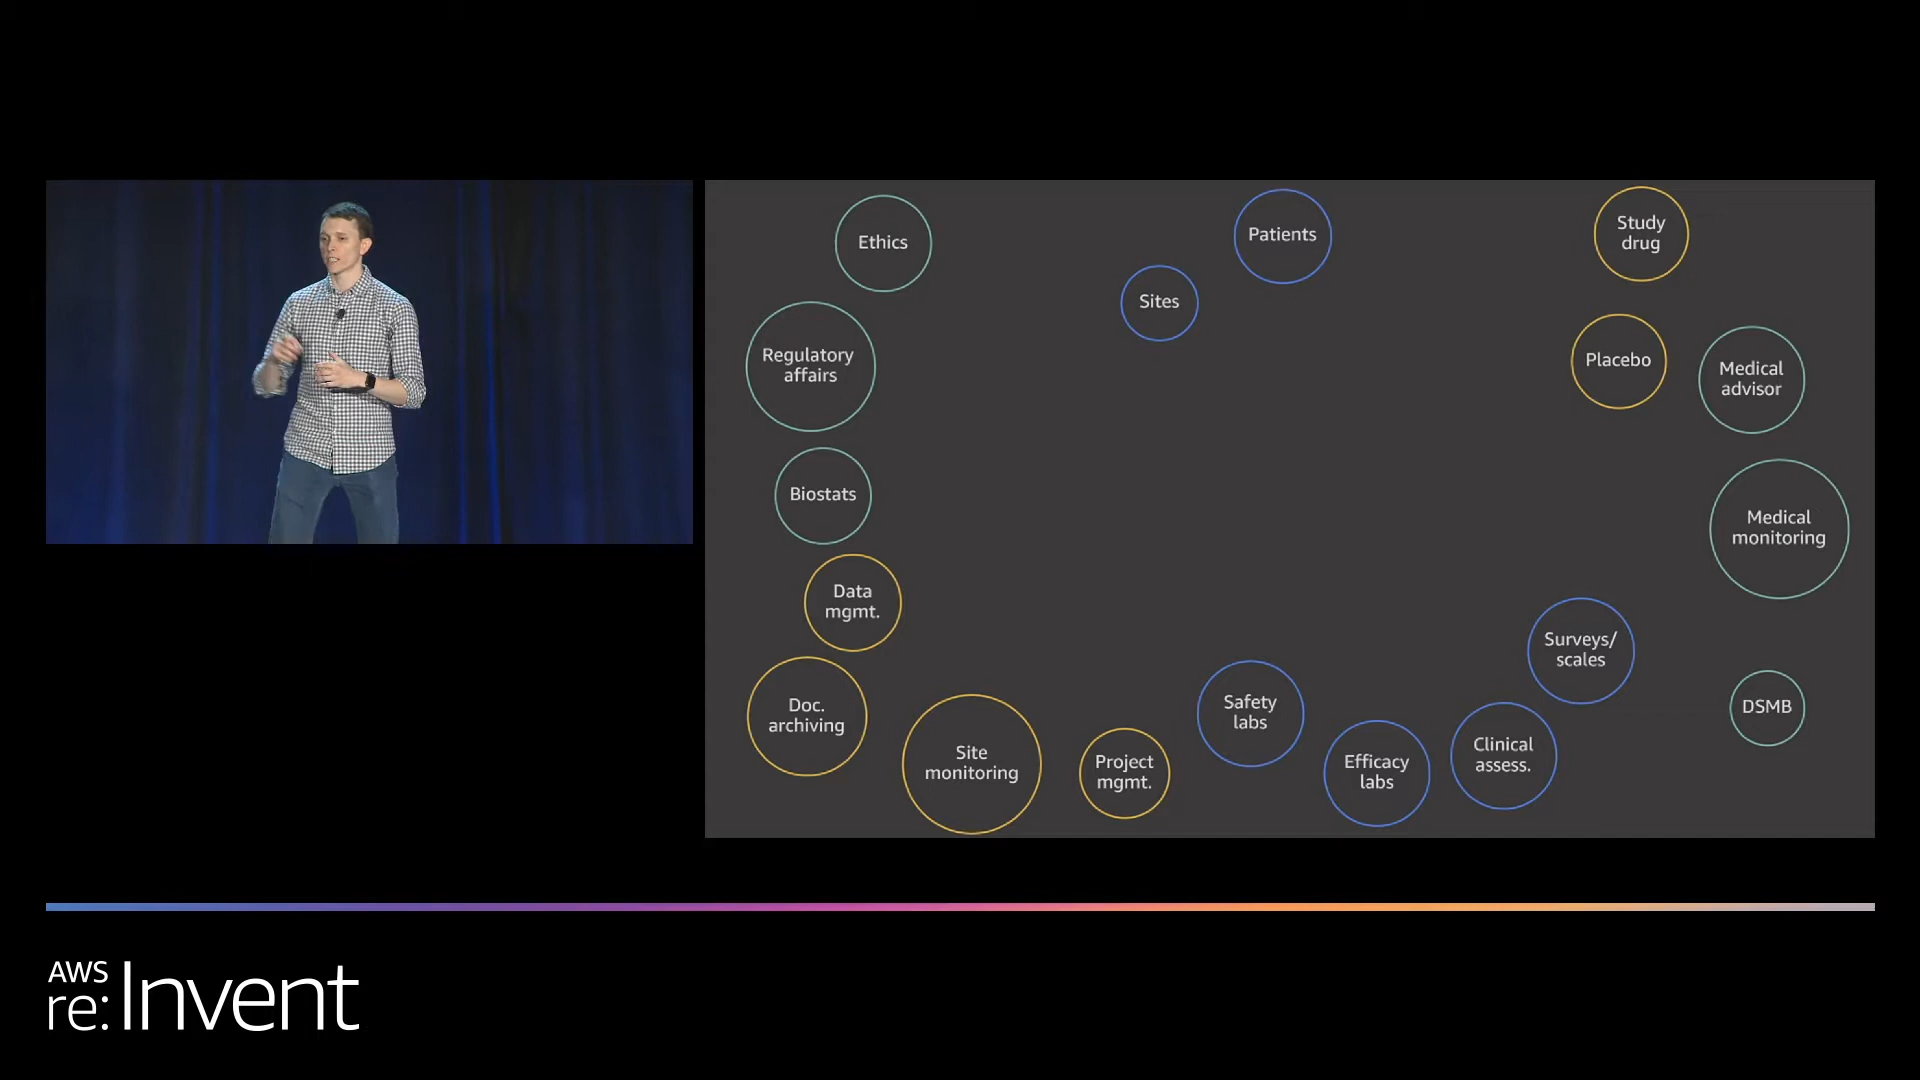 Ethics
Patients
Study
drug
Sites
Regulatory
affairs
Placebo
Medical
advisor
Biostats
Medical
monitoring
Data
mgmt.
Surveys/
scales
Doc.
archiving
Safety
labs
DSMB
Site
monitoring
Project
mgmt.
Efficacy
labs
Clinical
assess.
AWS
re:Invent